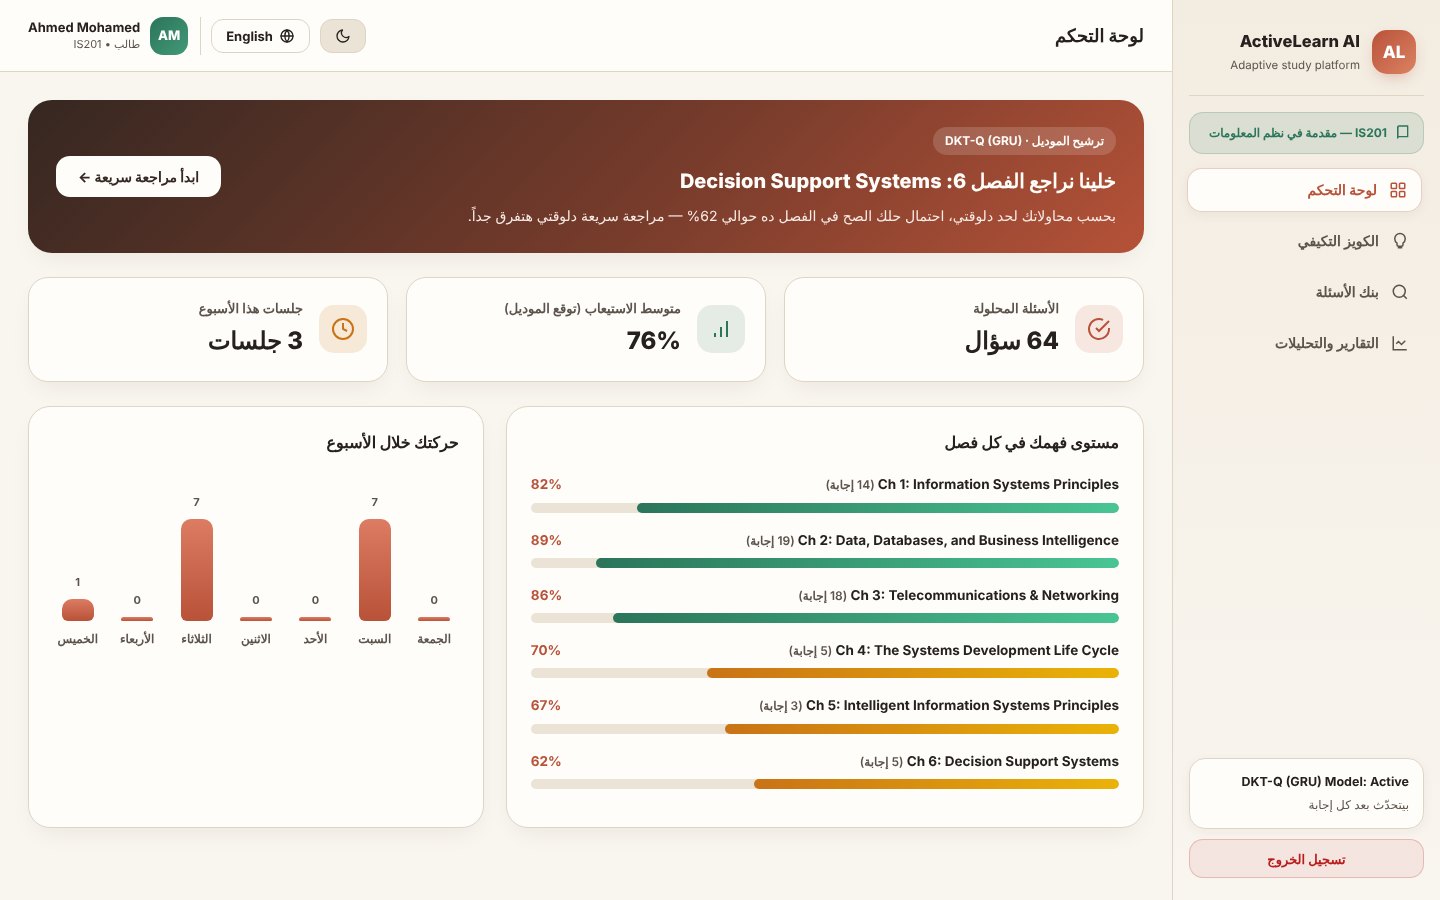 ActiveLearn AI
Adaptive study platform
AL
IS201 — مقدمة في نظم المعلومات
لوحة التحكم
الكويز التكيفي
بنك الأسئلة
التقارير والتحليلات
DKT-Q (GRU) Model: Active
بيتحدّث بعد كل إجابة
تسجيل الخروج
لوحة التحكم
English
AM
Ahmed Mohamed
طالب • IS201
ترشيح الموديل · DKT-Q (GRU)
خلينا نراجع الفصل 6: Decision Support Systems
بحسب محاولاتك لحد دلوقتي، احتمال حلك الصح في الفصل ده حوالي 62% — مراجعة سريعة دلوقتي هتفرق جداً.
ابدأ مراجعة سريعة ←
الأسئلة المحلولة
64 سؤال
متوسط الاستيعاب (توقع الموديل)
76%
جلسات هذا الأسبوع
3 جلسات
مستوى فهمك في كل فصل
Ch 1: Information Systems Principles (14 إجابة)
82%
Ch 2: Data, Databases, and Business Intelligence (19 إجابة)
89%
Ch 3: Telecommunications & Networking (18 إجابة)
86%
Ch 4: The Systems Development Life Cycle (5 إجابة)
70%
Ch 5: Intelligent Information Systems Principles (3 إجابة)
67%
Ch 6: Decision Support Systems (5 إجابة)
62%
حركتك خلال الأسبوع
0
7
0
0
7
0
1
الجمعة
السبت
الأحد
الاثنين
الثلاثاء
الأربعاء
الخميس